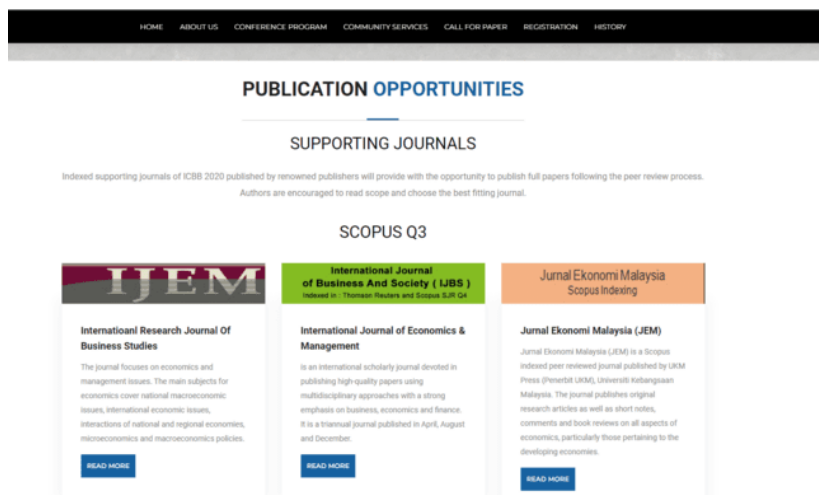 HOME ABOUT US CONFERENCE PROGRAM COMMUNITY SERVICES CALL FOR PAPER REGISTRATION HISTORY
PUBLICATION OPPORTUNITIES
SUPPORTING JOURNALS
Indexed supporting journals of ICBB 2020 published by renowned publishers will provide with the opportunity to publish full papers following the peer review process.
Authors are encouraged to read scope and choose the best fitting journal.
SCOPUS Q3
IJEM
Internatioanl Research Journal Of
Business Studies
The journal focuses on economics and
management issues. The main subjects for
economics cover national macroeconomic
issues, international economic issues,
interactions of national and regional economies,
microeconomics and macroeconomics policies.
READ MORE
International Journal
of Business And Society ( IJBS )
Indexed in : Thomson Reuters and Scopus SJR Q4
International Journal of Economics &
Management
is an international scholarly journal devoted in
publishing high-quality papers using
multidisciplinary approaches with a strong
emphasis on business, economics and finance.
It is a triannual journal published in April, August
and December.
READ MORE
Jurnal Ekonomi Malaysia
Scopus Indexing
Jurnal Ekonomi Malaysia (JEM)
Jurnal Ekonomi Malaysia (JEM) is a Scopus
indexed peer reviewed journal published by UKM
Press (Penerbit UKM), Universiti Kebangsaan
Malaysia. The journal publishes original
research articles as well as short notes,
comments and book reviews on all aspects of
economics, particularly those pertaining to the
developing economies.
READ MORE